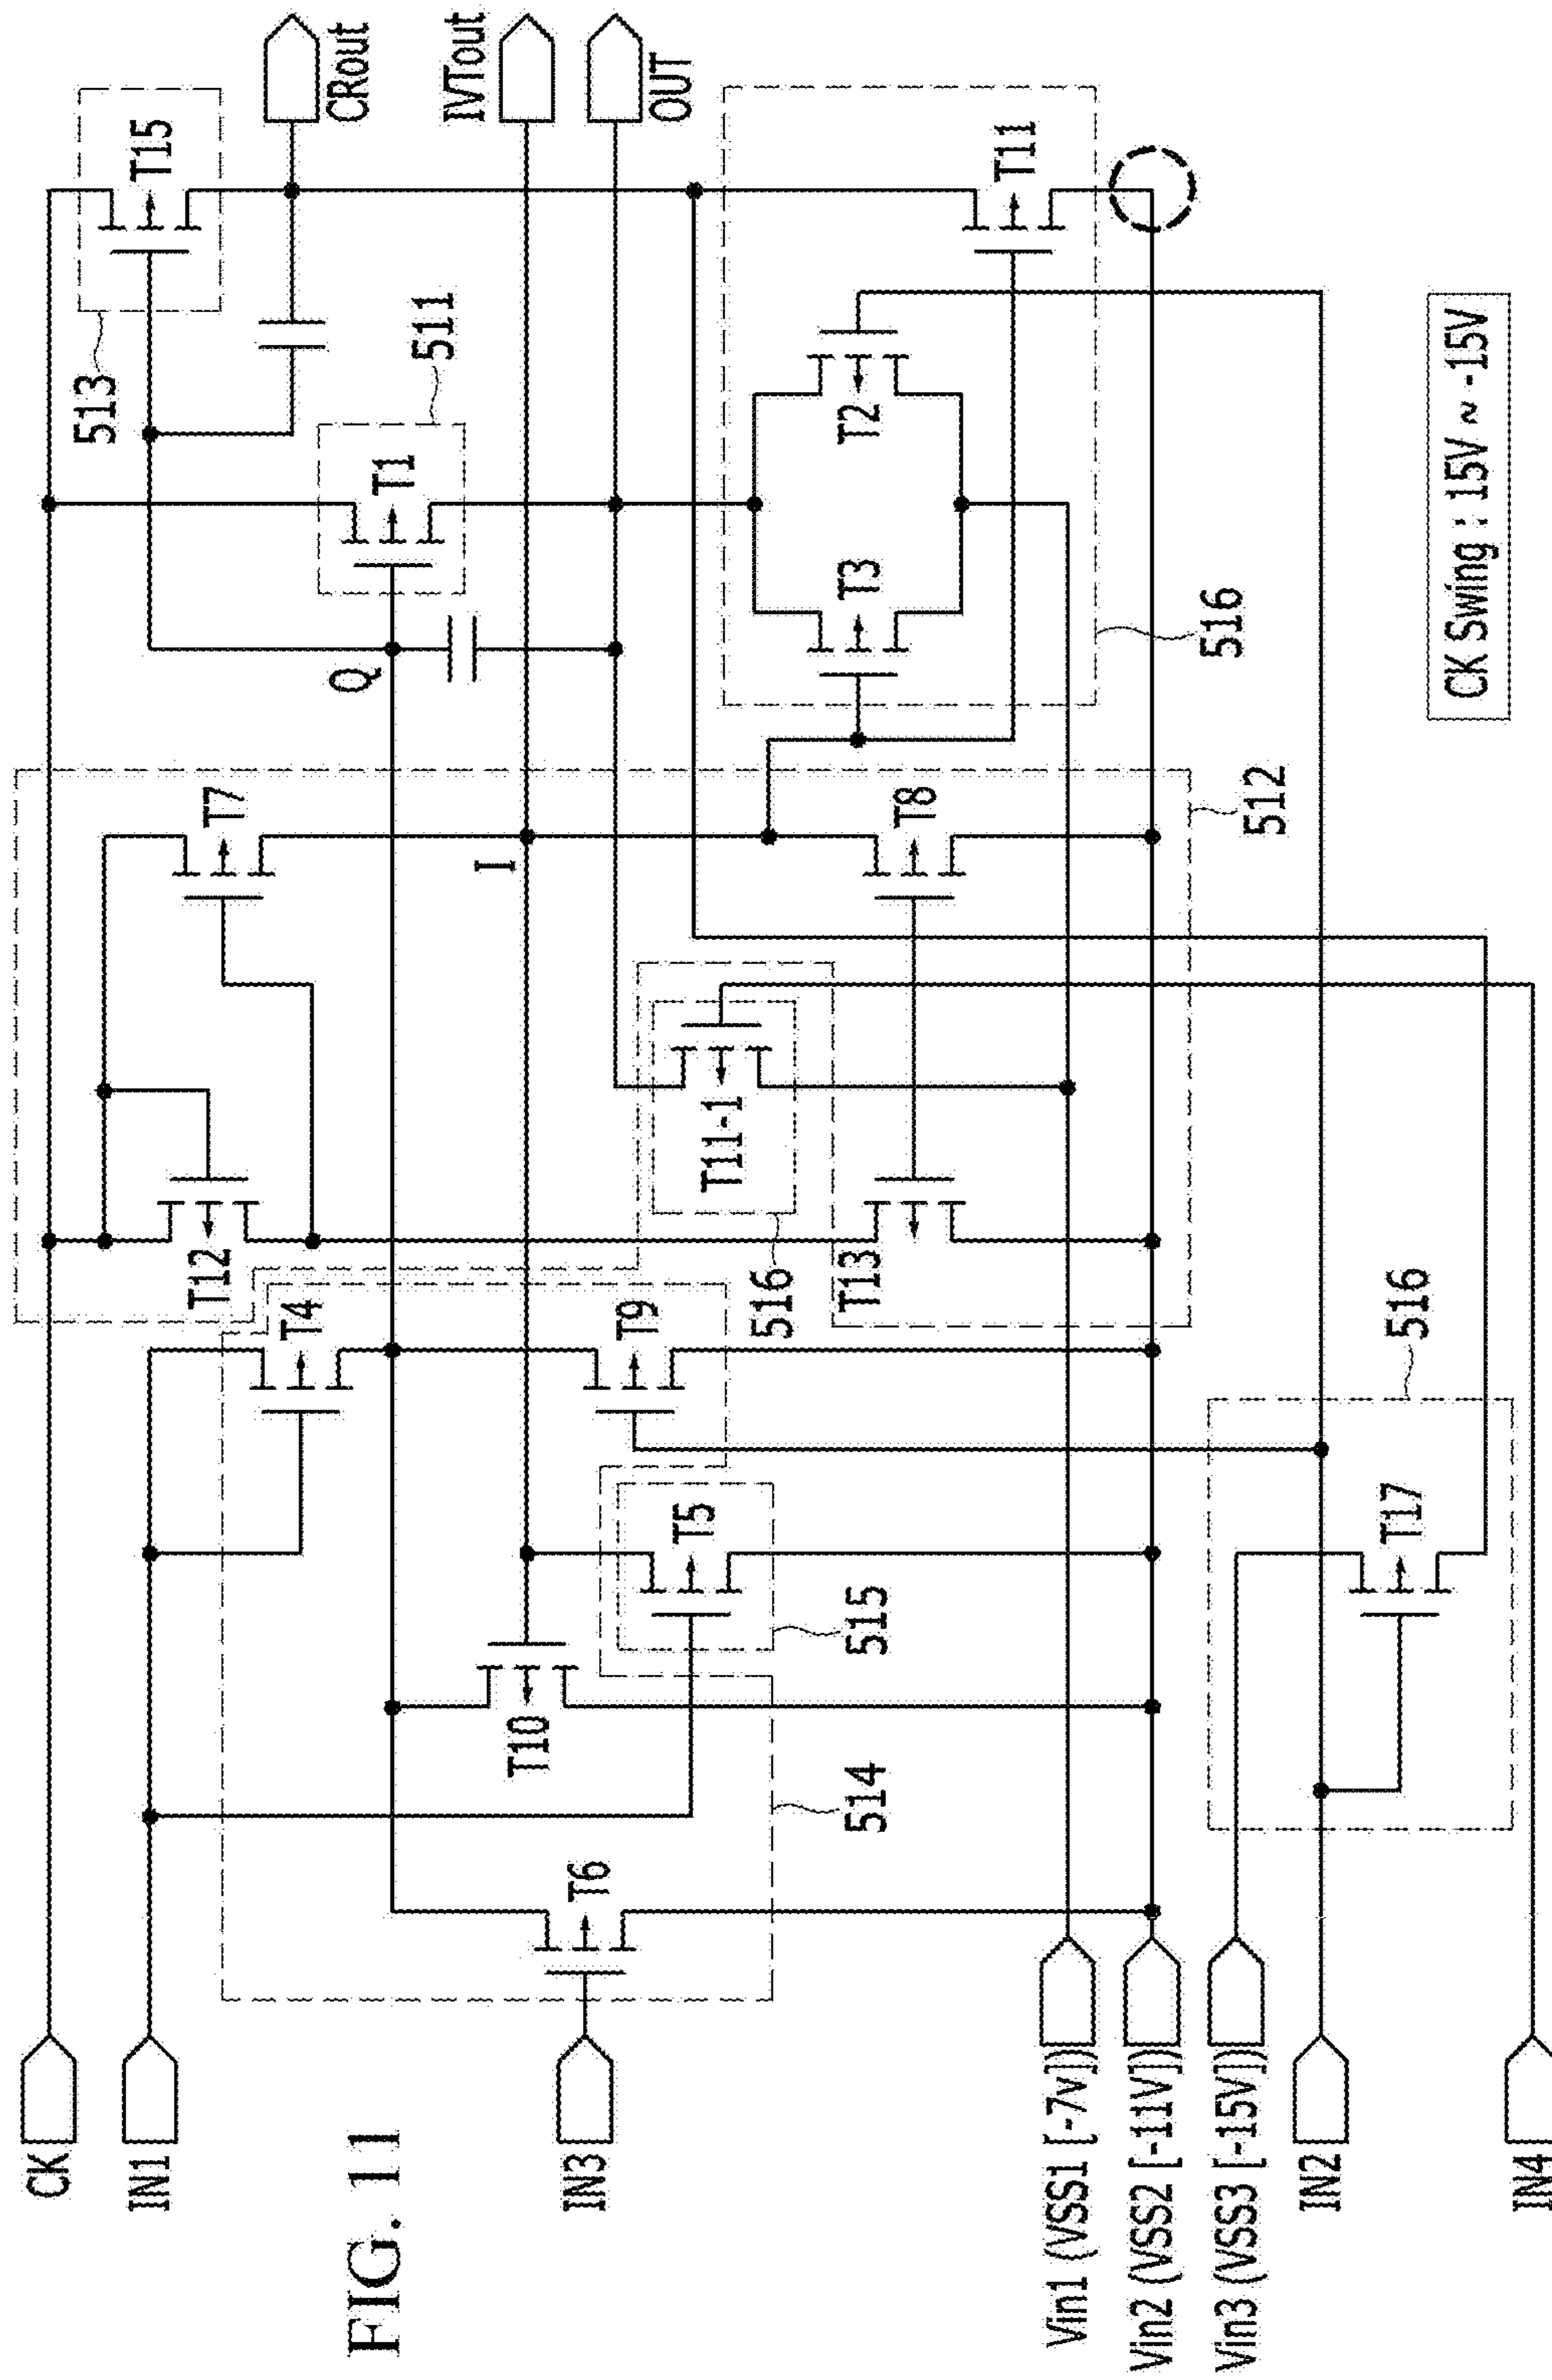 FIG. 11
CK
IN1
IN3
Vin1 (VSS1 [-7v])
Vin2 (VSS2 [-11V])
Vin3 (VSS3 [-15V])
IN2
IN4
T6
514
T10
T5
515
T17
516
T4
T9
T12
T13
516
T11-1
T7
I
T8
512
Q
T1
511
T3
T2
516
T11
513
T15
CRout
IVTout
OUT
CK Swing : 15V ~ -15V